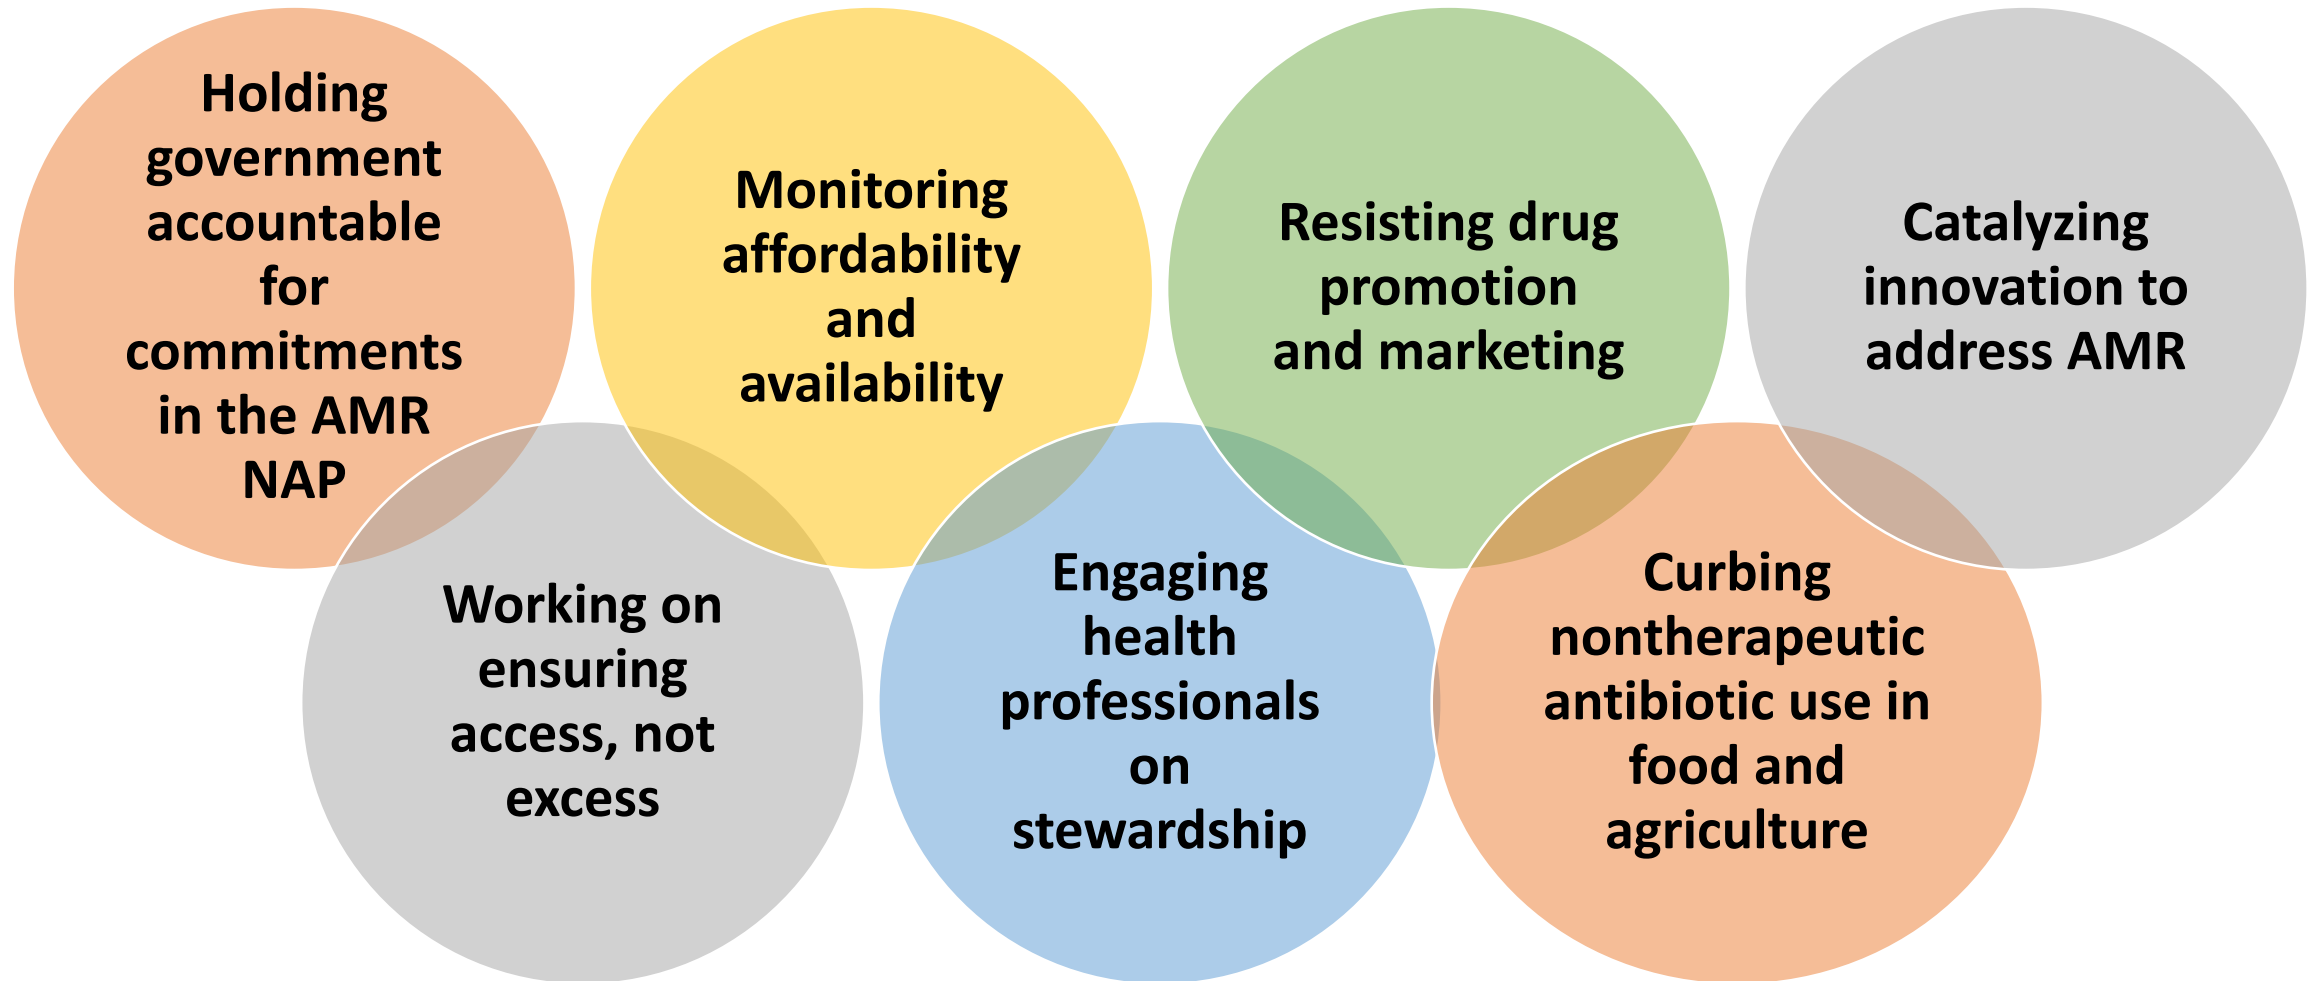 Holding
government
accountable
for
commitments
in the AMR
NAP
Working on
ensuring
access, not
excess
Monitoring
affordability
and
availability
Engaging
health
professionals
on
stewardship
Resisting drug
promotion
and marketing
Curbing
nontherapeutic
antibiotic use in
food and
agriculture
Catalyzing
innovation to
address AMR